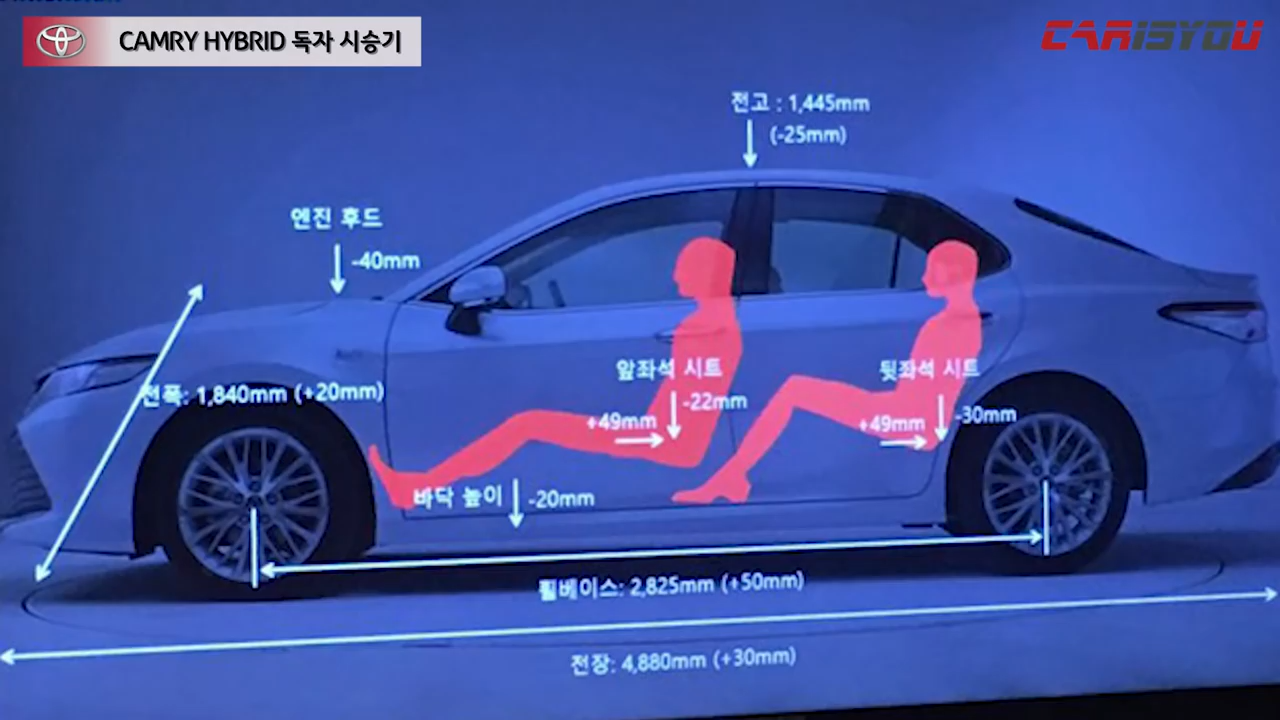 CAMRY HYBRID 독자 시승기
CARISYOU
전고 : 1,445mm
(-25mm)
엔진 후드
-40mm
전폭: 1,840mm (+20mm)
앞좌석 시트
+49mm
-22mm
뒷좌석 시트
+49mm
-30mm
바닥 높이
-20mm
휠베이스: 2,825mm (+50mm)
전장: 4,880mm (+30mm)